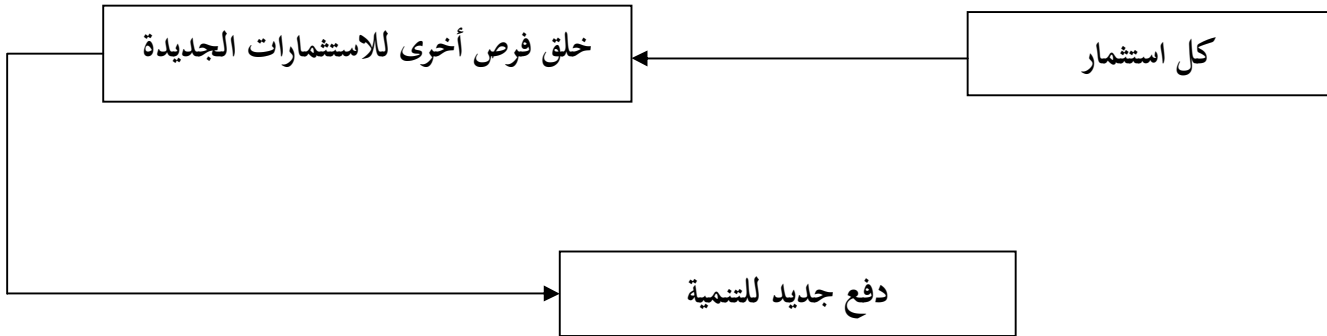 كل استثمار
خلق فرص أخرى للاستثمارات الجديدة
دفع جديد للتنمية